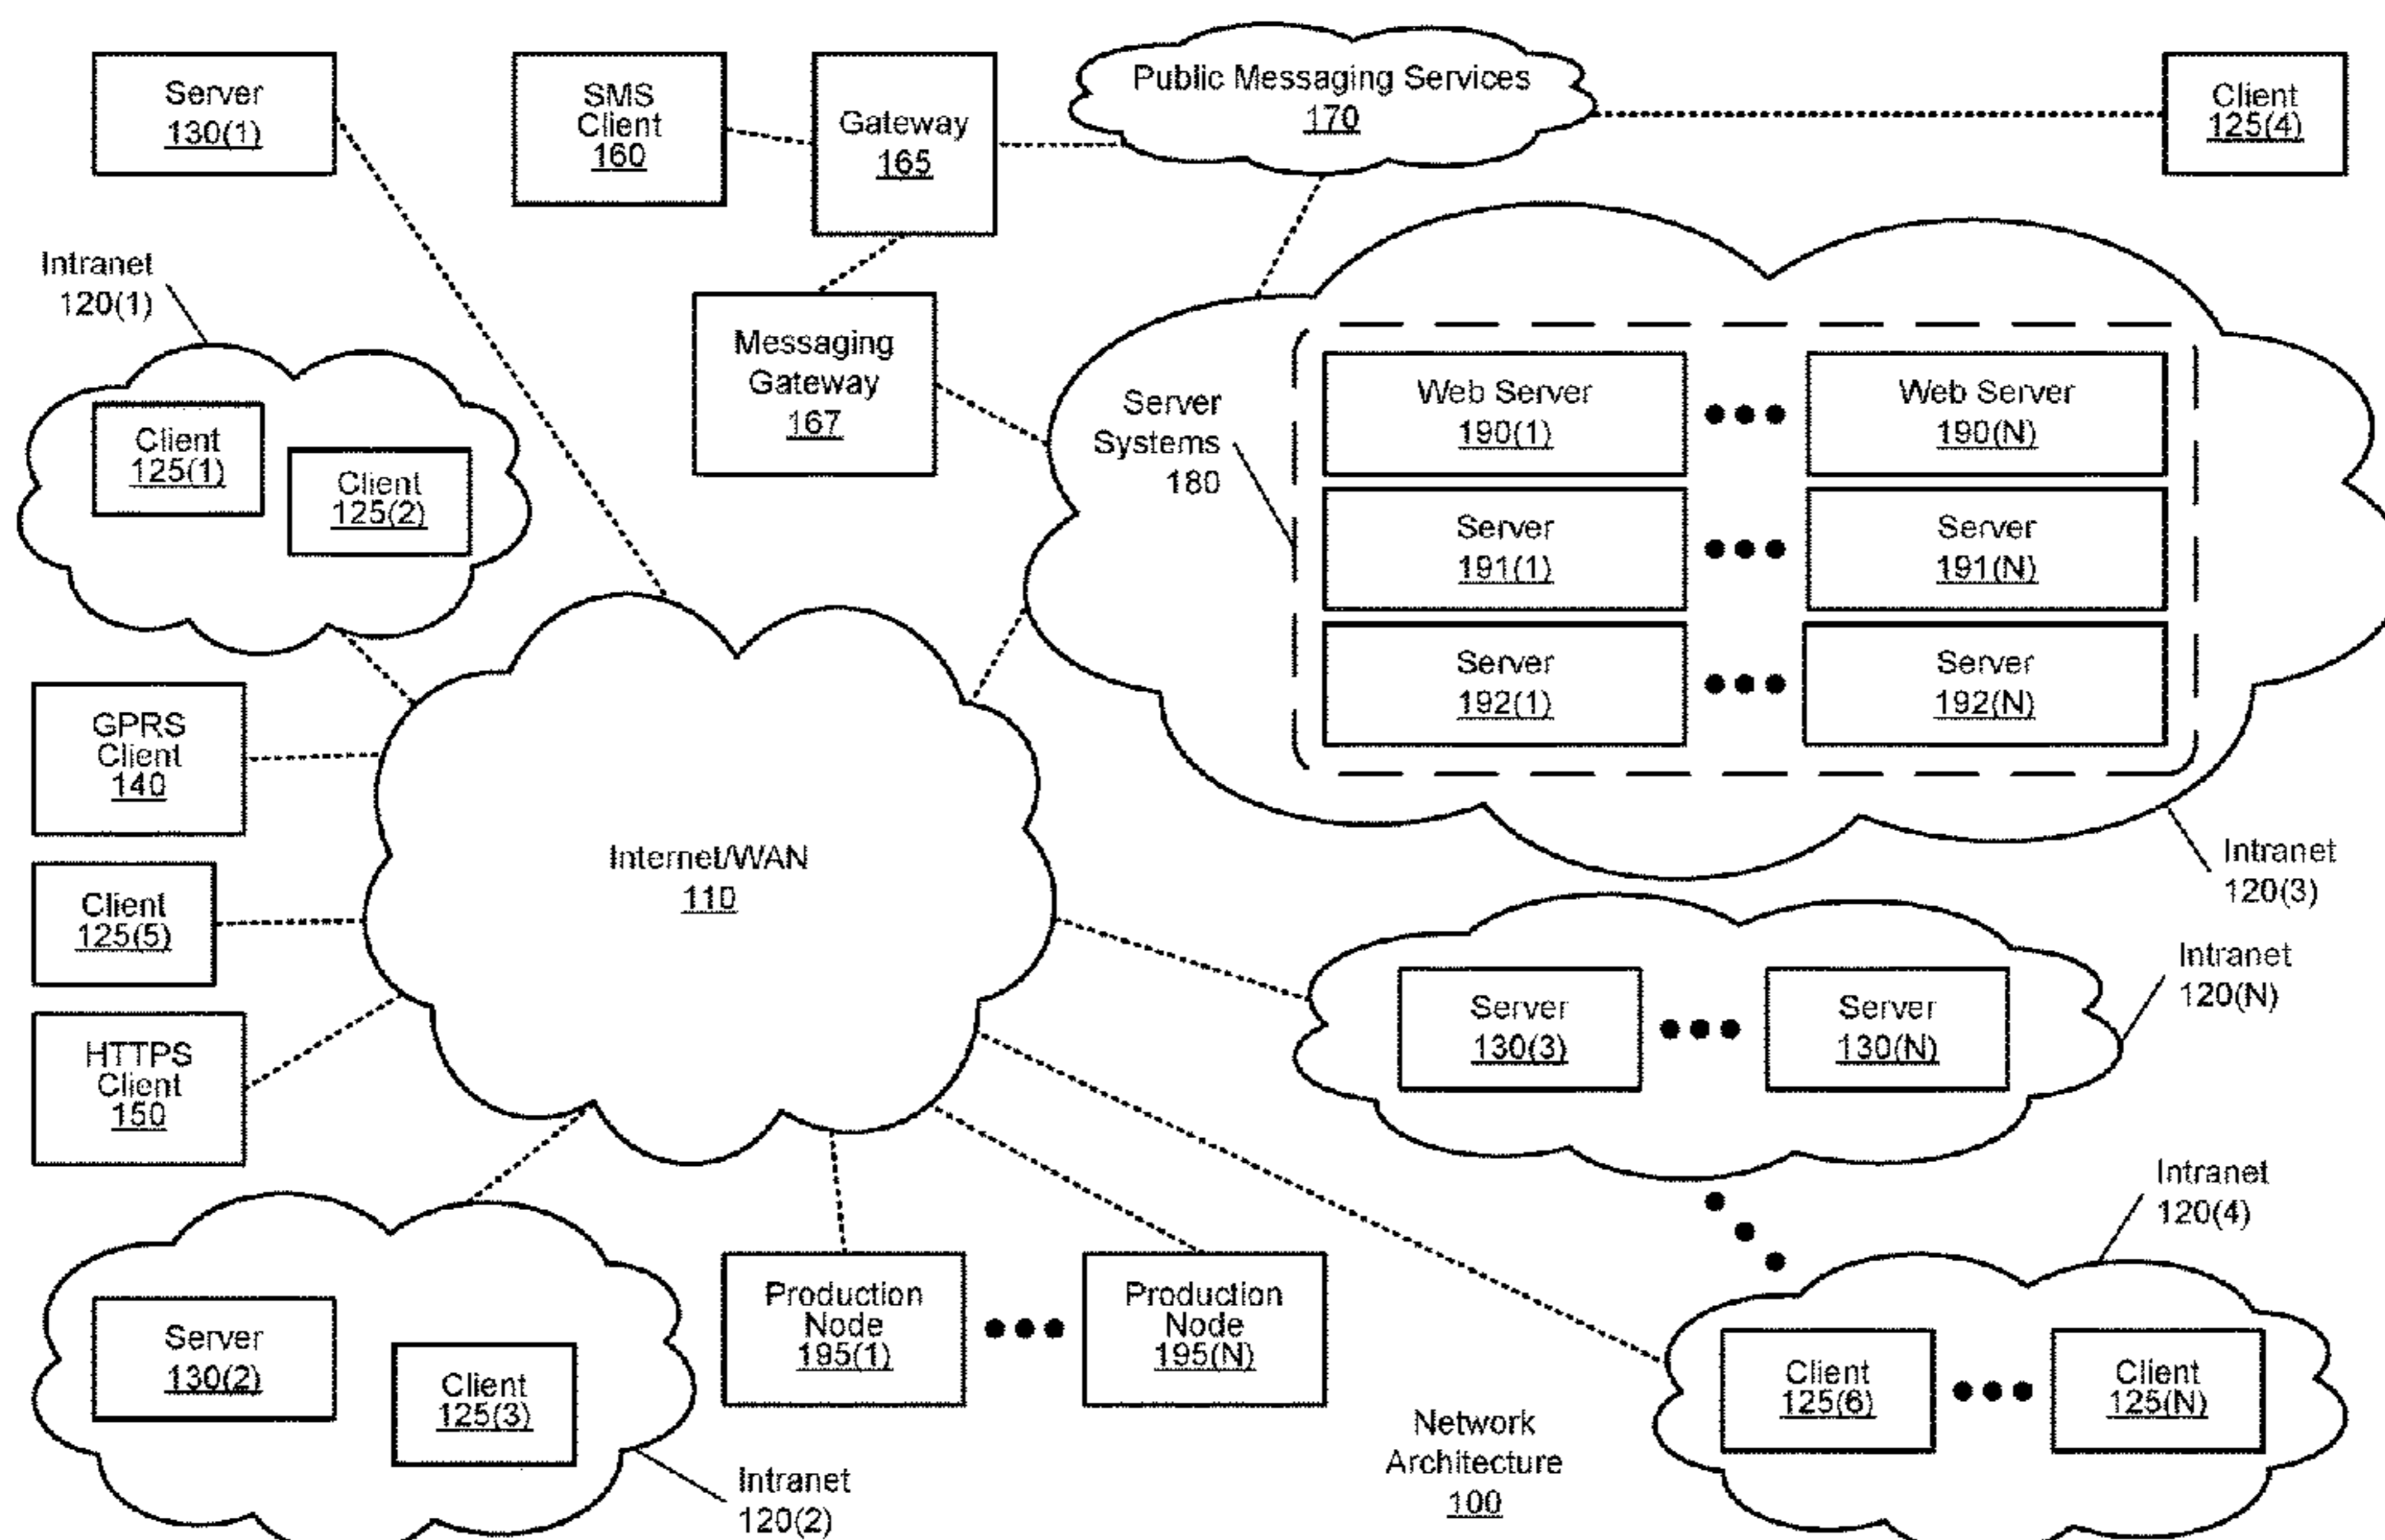 Server
130(1)
SMS
Client
160
Gateway
165
Public Messaging Services
170
Client
125(4)
Intranet
120(1)
Client
125(1)
Client
125(2)
Messaging
Gateway
167
Server
Systems
180
Web Server
190(1)
Web Server
190(N)
Server
191(1)
Server
191(N)
Server
192(1)
Server
192(N)
Intranet
120(3)
GPRS
Client
140
Client
125(5)
HTTPS
Client
150
Internet/WAN
110
Server
130(3)
Server
130(N)
Intranet
120(N)
Intranet
120(4)
Server
130(2)
Client
125(3)
Intranet
120(2)
Production
Node
195(1)
Production
Node
195(N)
Client
125(6)
Client
125(N)
Network
Architecture
100